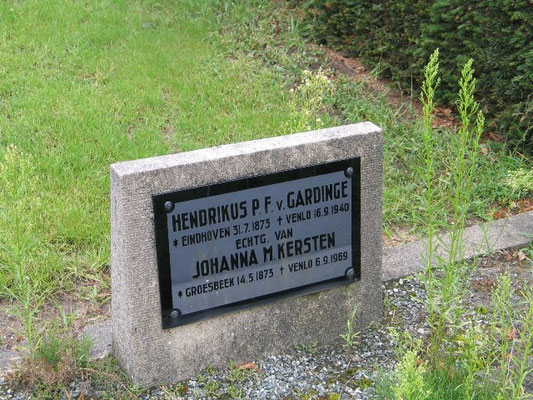 HENDRIKUS P.F. v. GARDINGE
* EINDHOVEN 31.7.1873 † VENLO 16.9.1940
ECHTG. VAN
JOHANNA M. KERSTEN
* GROESBEEK 14.5.1873 † VENLO 6.9.1969